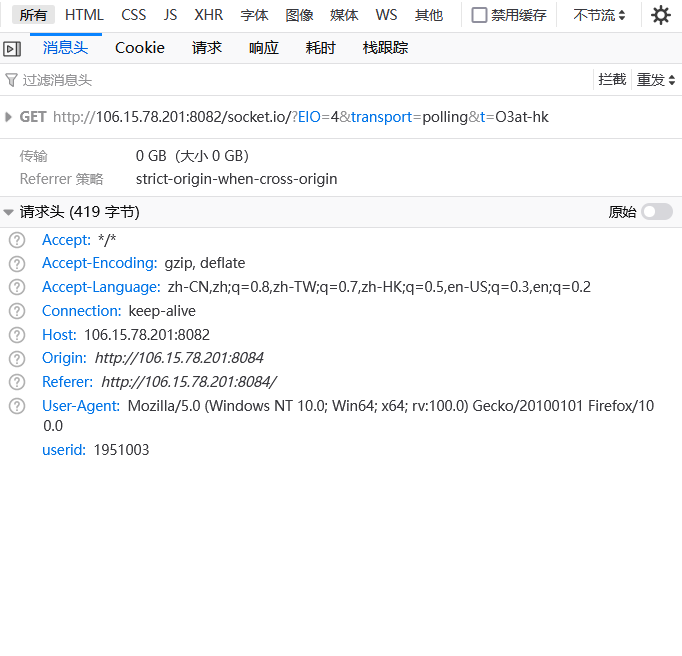 所有 HTML CSS JS XHR 字体 图像 媒体 WS 其他 禁用缓存 不节流
消息头 Cookie 请求 响应 耗时 栈跟踪
过滤消息头 拦截 重发
GET http://106.15.78.201:8082/socket.io/?EIO=4&transport=polling&t=O3at-hk
传输 0 GB（大小 0 GB）
Referrer 策略 strict-origin-when-cross-origin
请求头 (419 字节) 原始
Accept: */*
Accept-Encoding: gzip, deflate
Accept-Language: zh-CN,zh;q=0.8,zh-TW;q=0.7,zh-HK;q=0.5,en-US;q=0.3,en;q=0.2
Connection: keep-alive
Host: 106.15.78.201:8082
Origin: http://106.15.78.201:8084
Referer: http://106.15.78.201:8084/
User-Agent: Mozilla/5.0 (Windows NT 10.0; Win64; x64; rv:100.0) Gecko/20100101 Firefox/10
0.0
userid: 1951003